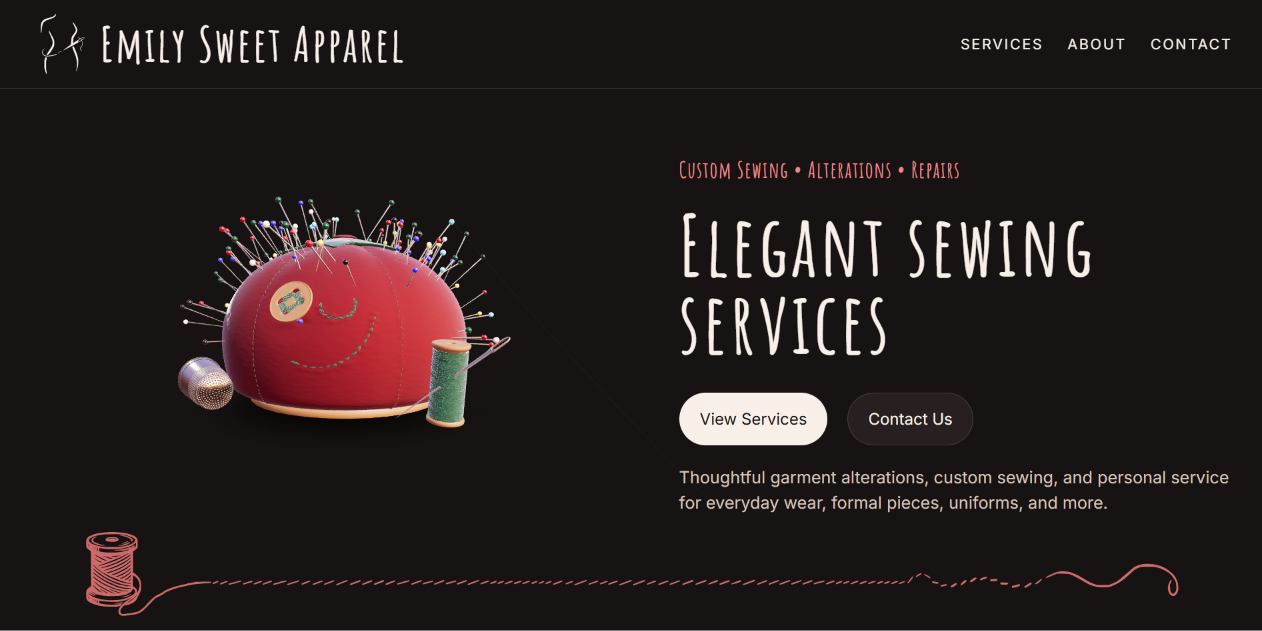 Emily Sweet Apparel
SERVICES ABOUT CONTACT
Custom Sewing • Alterations • Repairs
Elegant sewing
services
View Services Contact Us
Thoughtful garment alterations, custom sewing, and personal service
for everyday wear, formal pieces, uniforms, and more.